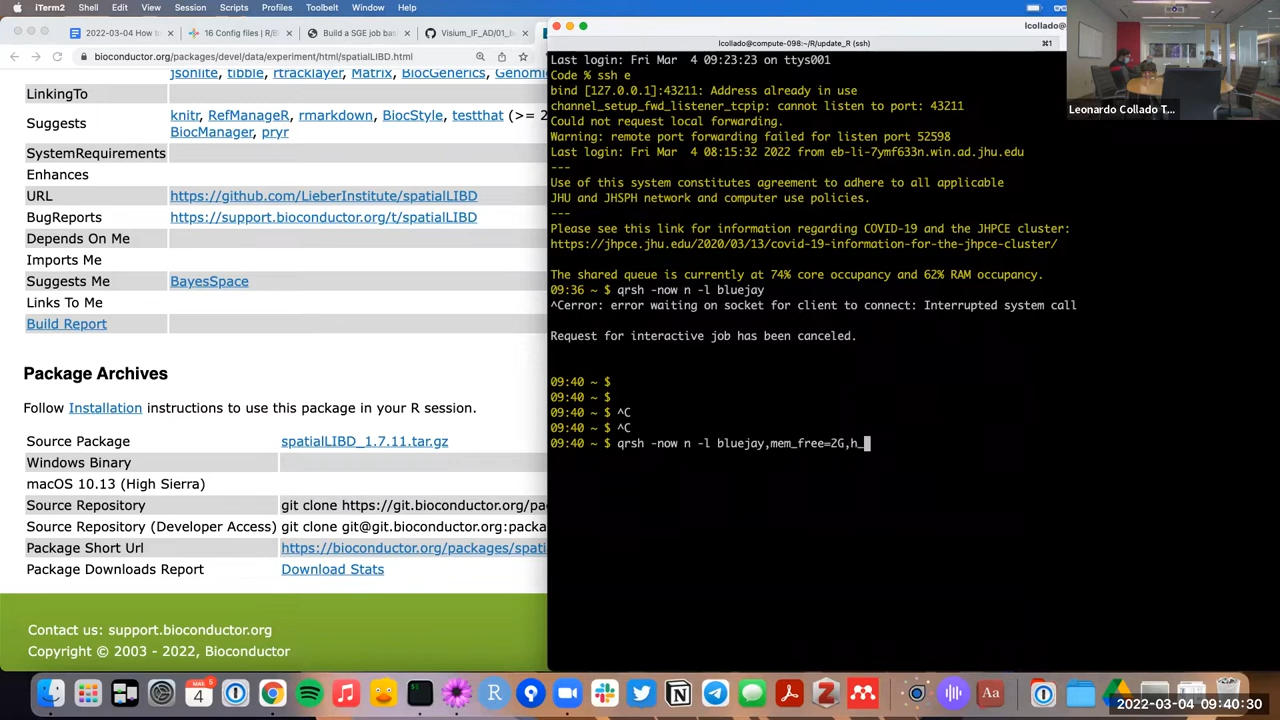 iTerm2 Shell Edit View Session Scripts Profiles Toolbelt Window Help
2022-03-04 How to
16 Config files | R/B
Build a SGE job bas
Visium_IF_AD/01_b
bioconductor.org/packages/devel/data/experiment/html/spatialLIBD.html
jsonlite, tibble, rtracklayer, Matrix, BiocGenerics, Genomi
LinkingTo
Suggests knitr, RefManageR, rmarkdown, BiocStyle, testthat (>= 2
BiocManager, pryr
SystemRequirements
Enhances
URL https://github.com/LieberInstitute/spatialLIBD
BugReports https://support.bioconductor.org/t/spatialLIBD
Depends On Me
Imports Me
Suggests Me BayesSpace
Links To Me
Build Report
Package Archives
Follow Installation instructions to use this package in your R session.
Source Package spatialLIBD_1.7.11.tar.gz
Windows Binary
macOS 10.13 (High Sierra)
Source Repository git clone https://git.bioconductor.org/pa
Source Repository (Developer Access) git clone git@git.bioconductor.org:packa
Package Short Url https://bioconductor.org/packages/spati
Package Downloads Report Download Stats
Contact us: support.bioconductor.org
Copyright © 2003 - 2022, Bioconductor
lcollado@
lcollado@compute-098:~/R/update_R (ssh) ⌘1
Last login: Fri Mar  4 09:23:23 on ttys001
Code % ssh e
bind [127.0.0.1]:43211: Address already in use
channel_setup_fwd_listener_tcpip: cannot listen to port: 43211
Could not request local forwarding.
Warning: remote port forwarding failed for listen port 52598
Last login: Fri Mar  4 08:15:32 2022 from eb-li-7ymf633n.win.ad.jhu.edu
---
Use of this system constitutes agreement to adhere to all applicable
JHU and JHSPH network and computer use policies.
---
Please see this link for information regarding COVID-19 and the JHPCE cluster:
https://jhpce.jhu.edu/2020/03/13/covid-19-information-for-the-jhpce-cluster/
The shared queue is currently at 74% core occupancy and 62% RAM occupancy.
09:36 ~ $ qrsh -now n -l bluejay
^Cerror: error waiting on socket for client to connect: Interrupted system call
Request for interactive job has been canceled.
09:40 ~ $
09:40 ~ $
09:40 ~ $ ^C
09:40 ~ $ ^C
09:40 ~ $ qrsh -now n -l bluejay,mem_free=2G,h_
Leonardo Collado T...
MAR
4
R
Aa
2022-03-04 09:40:30